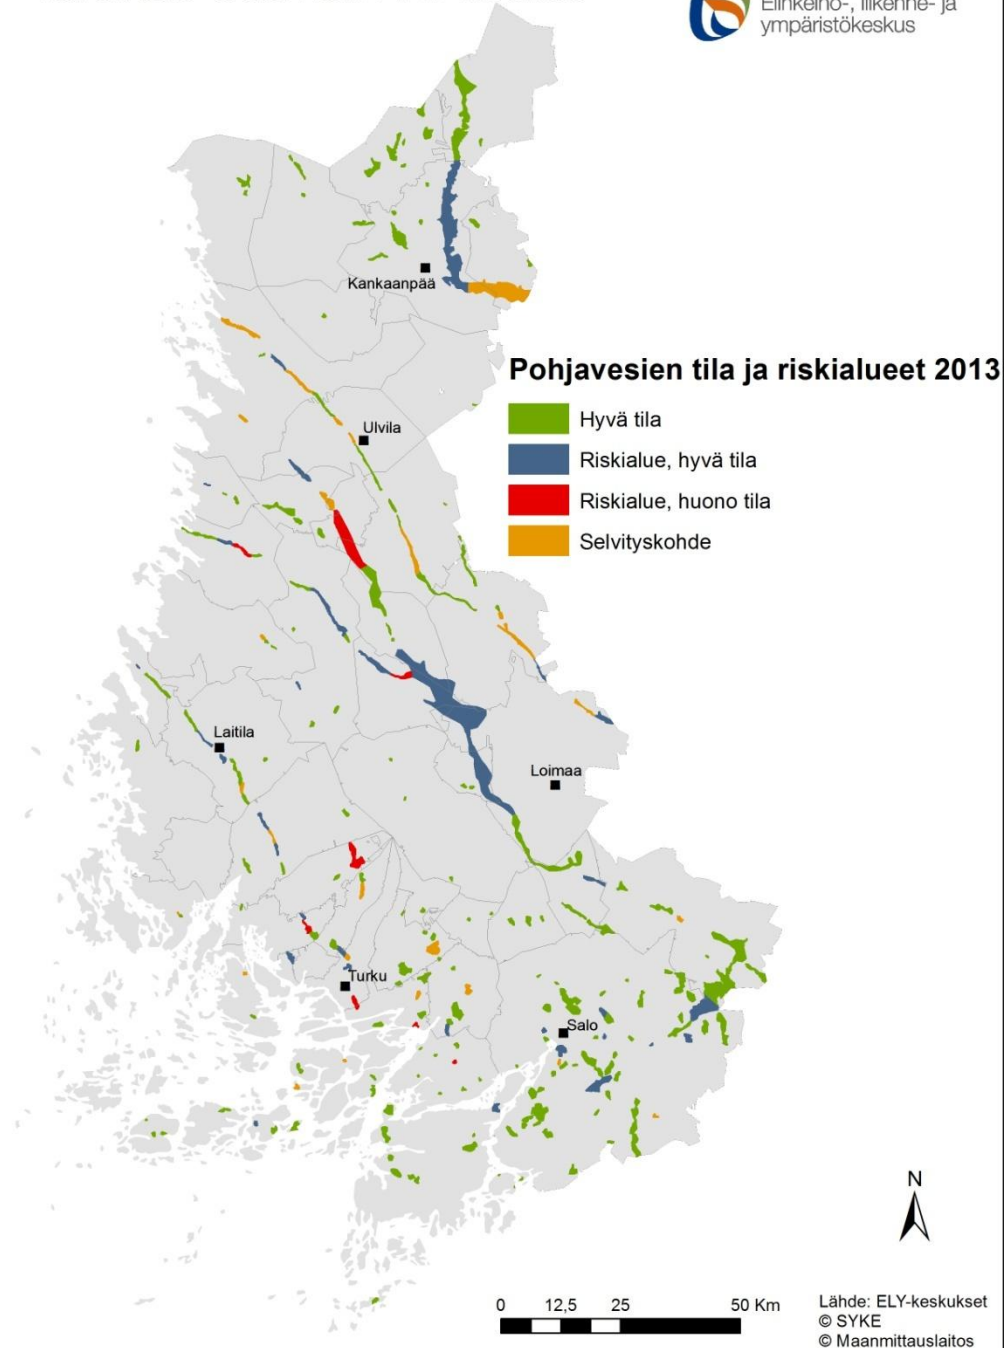 Elinkeino-, liikenne- ja
ympäristökeskus
Kankaanpää
Pohjavesien tila ja riskialueet 2013
Hyvä tila
Riskialue, hyvä tila
Riskialue, huono tila
Selvityskohde
Ulvila
Laitila
Loimaa
Turku
Salo
N
0 12,5 25 50 Km
Lähde: ELY-keskukset
© SYKE
© Maanmittauslaitos